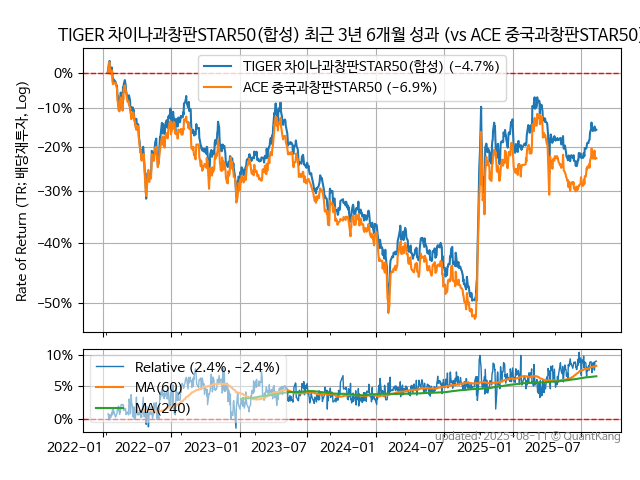 TIGER 차이나과창판STAR50(합성) 최근 3년 6개월 성과 (vs ACE 중국과창판STAR50)
TIGER 차이나과창판STAR50(합성) (−4.7%)
ACE 중국과창판STAR50 (−6.9%)
Rate of Return (TR: 배당재투자, Log)
0%
−10%
−20%
−30%
−40%
−50%
Relative (2.4%, −2.4%)
MA(60)
MA(240)
10%
5%
0%
2022-01 2022-07 2023-01 2023-07 2024-01 2024-07 2025-01 2025-07
updated: 2025-08-11 © QuantKang